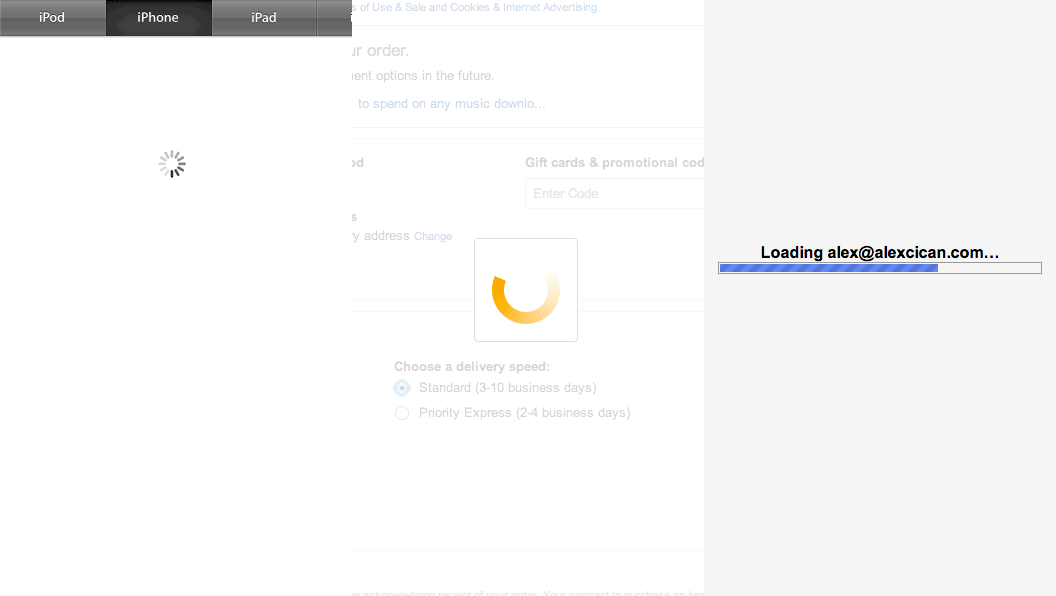 iPod
iPhone
iPad
s of Use & Sale and Cookies & Internet Advertising.
ur order.
ent options in the future.
to spend on any music downlo...
od
Gift cards & promotional cod
Enter Code
s
ry address Change
Choose a delivery speed:
Standard (3-10 business days)
Priority Express (2-4 business days)
e acknowledging receipt of your order. Your contract to purchase an item
Loading alex@alexcican.com...